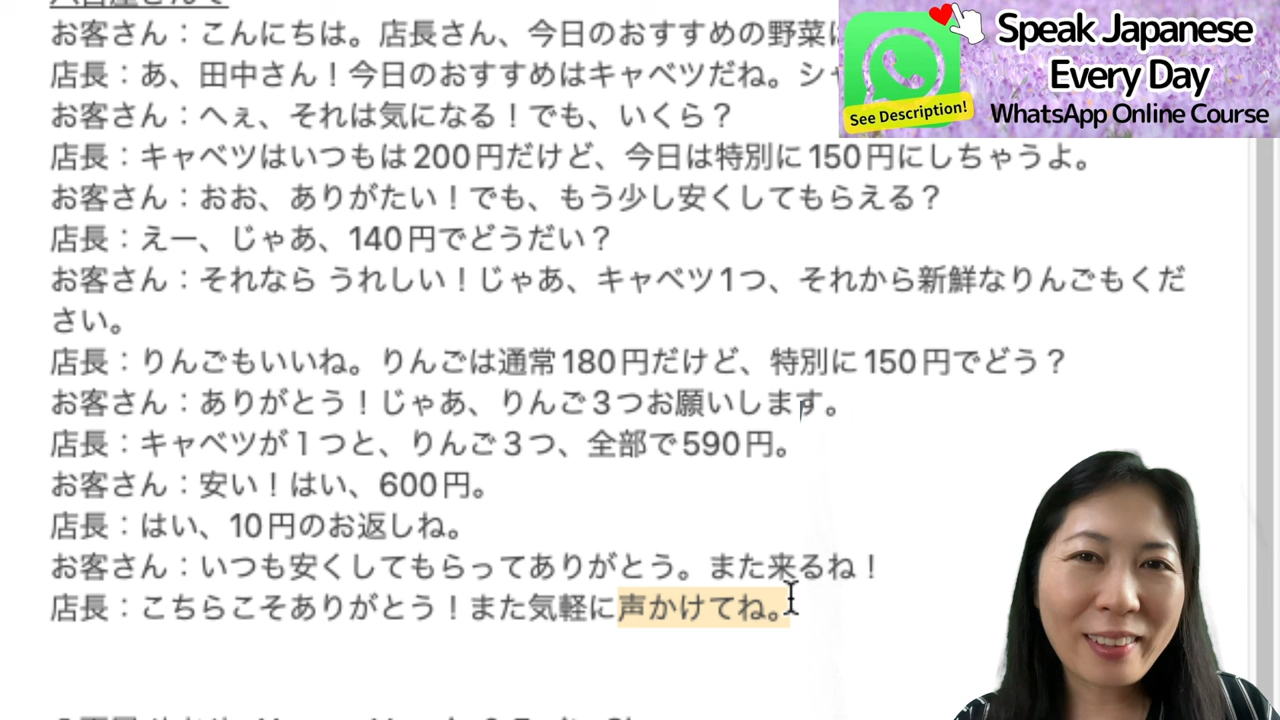 お客さん：こんにちは。店長さん、今日のおすすめの野菜は
店長：あ、田中さん！今日のおすすめはキャベツだね。シャ
お客さん：へぇ、それは気になる！でも、いくら？
店長：キャベツはいつもは200円だけど、今日は特別に150円にしちゃうよ。
お客さん：おお、ありがたい！でも、もう少し安くしてもらえる？
店長：えー、じゃあ、140円でどうだい？
お客さん：それなら うれしい！じゃあ、キャベツ1つ、それから新鮮なりんごもくだ
さい。
店長：りんごもいいね。りんごは通常180円だけど、特別に150円でどう？
お客さん：ありがとう！じゃあ、りんご3つお願いします。
店長：キャベツが1つと、りんご3つ、全部で590円。
お客さん：安い！はい、600円。
店長：はい、10円のお返しね。
お客さん：いつも安くしてもらってありがとう。また来るね！
店長：こちらこそありがとう！また気軽に声かけてね。
Speak Japanese
Every Day
WhatsApp Online Course
See Description!